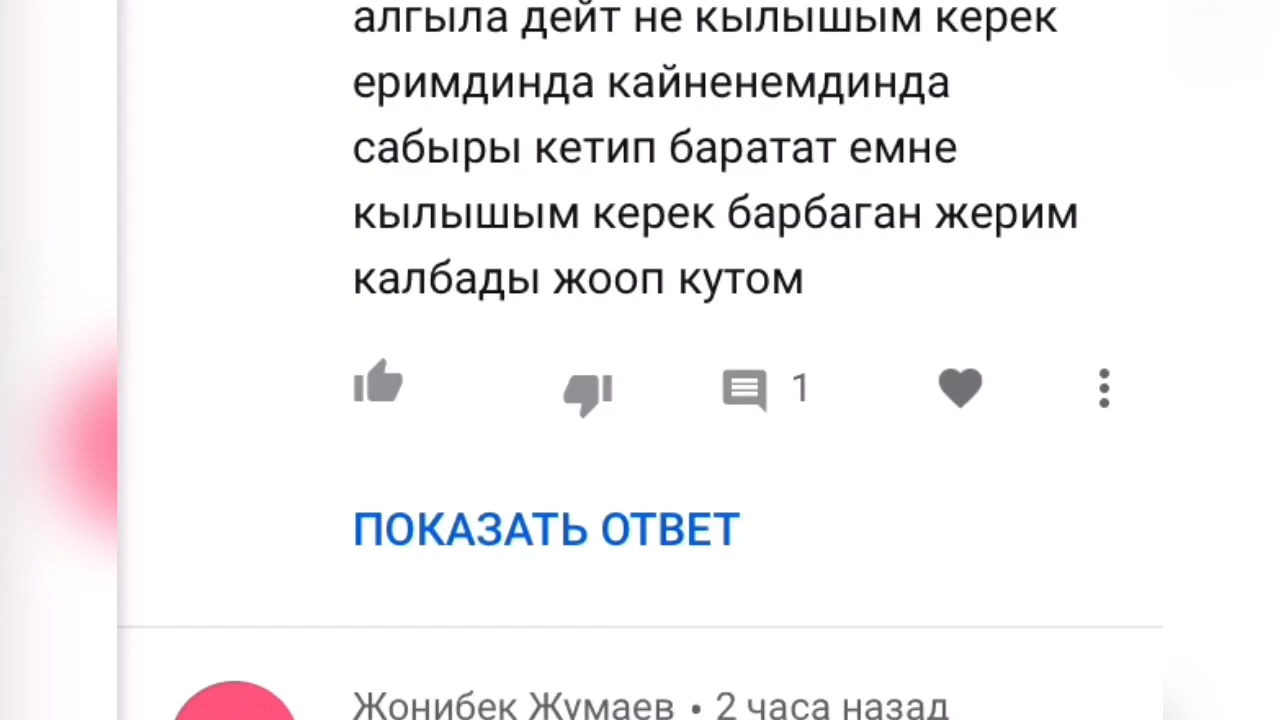 алгыла дейт не кылышым керек
еримдинда кайненемдинда
сабыры кетип баратат емне
кылышым керек барбаган жерим
калбады жооп кутом
1
ПОКАЗАТЬ ОТВЕТ
Жонибек Жумаев • 2 часа назад